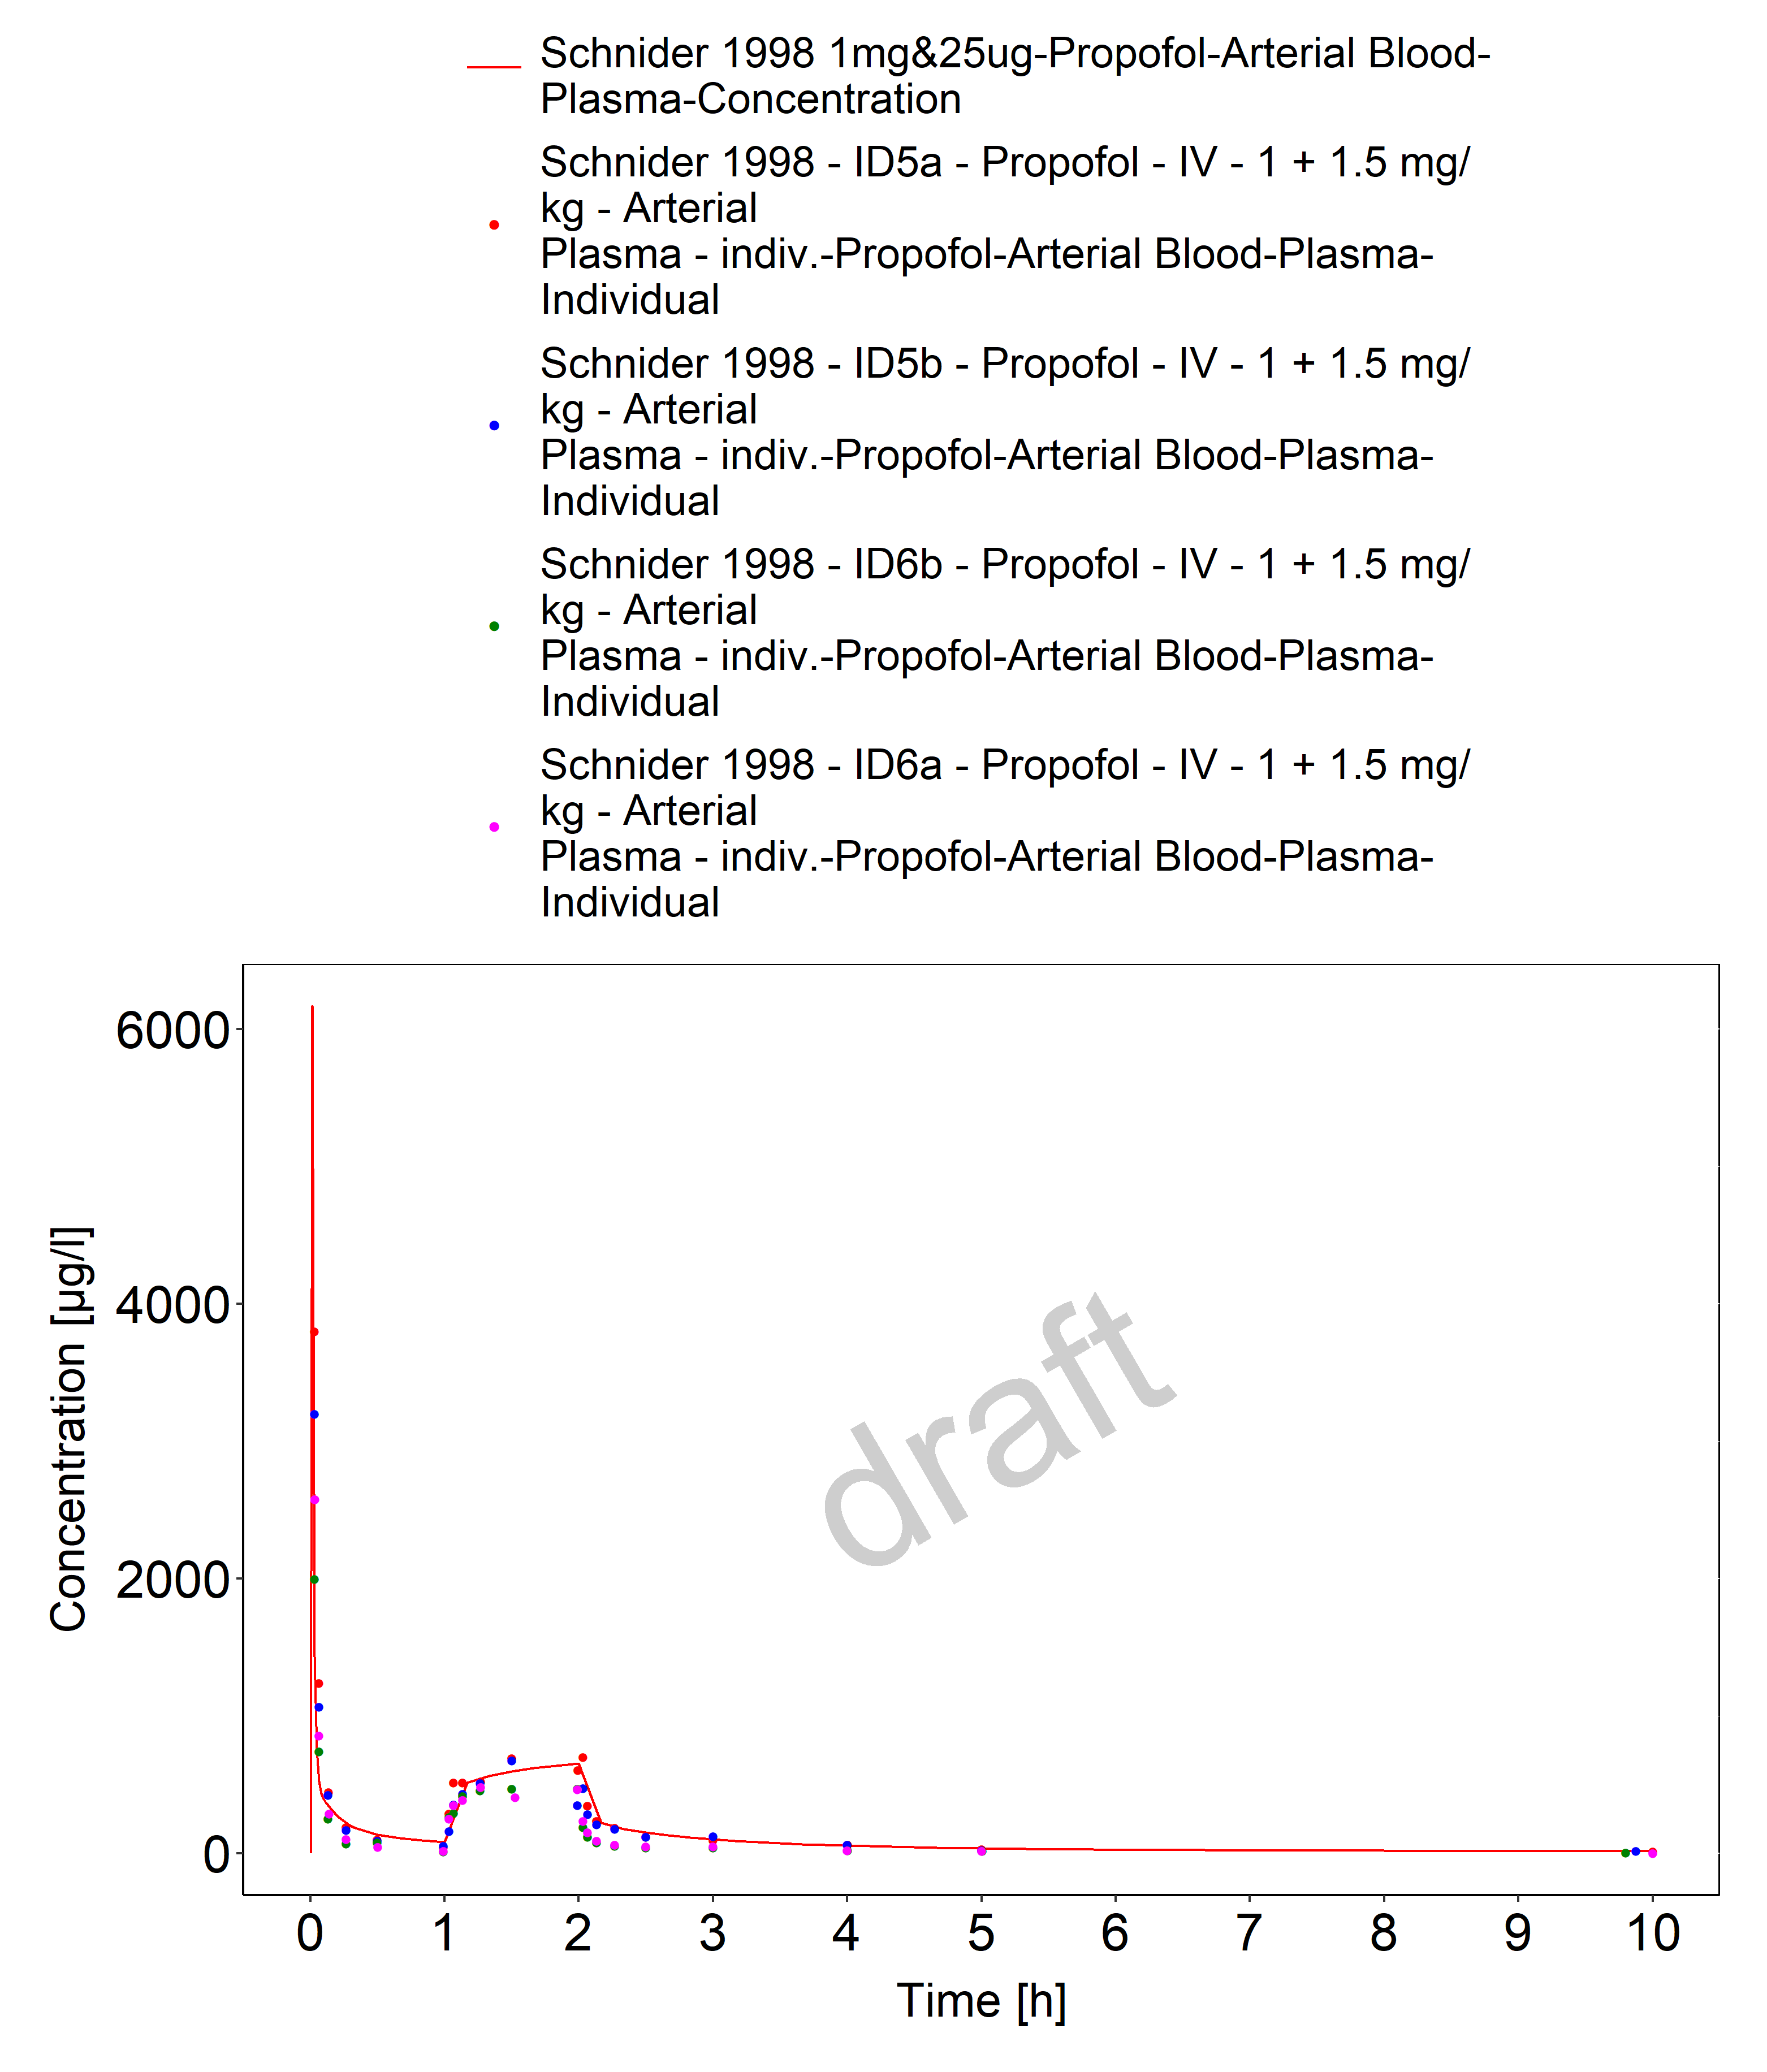 Schnider 1998 1mg&25ug-Propofol-Arterial Blood-
Plasma-Concentration
Schnider 1998 - ID5a - Propofol - IV - 1 + 1.5 mg/
kg - Arterial
Plasma - indiv.-Propofol-Arterial Blood-Plasma-
Individual
Schnider 1998 - ID5b - Propofol - IV - 1 + 1.5 mg/
kg - Arterial
Plasma - indiv.-Propofol-Arterial Blood-Plasma-
Individual
Schnider 1998 - ID6b - Propofol - IV - 1 + 1.5 mg/
kg - Arterial
Plasma - indiv.-Propofol-Arterial Blood-Plasma-
Individual
Schnider 1998 - ID6a - Propofol - IV - 1 + 1.5 mg/
kg - Arterial
Plasma - indiv.-Propofol-Arterial Blood-Plasma-
Individual
6000
4000
2000
0
Concentration [µg/l]
draft
0 1 2 3 4 5 6 7 8 9 10
Time [h]